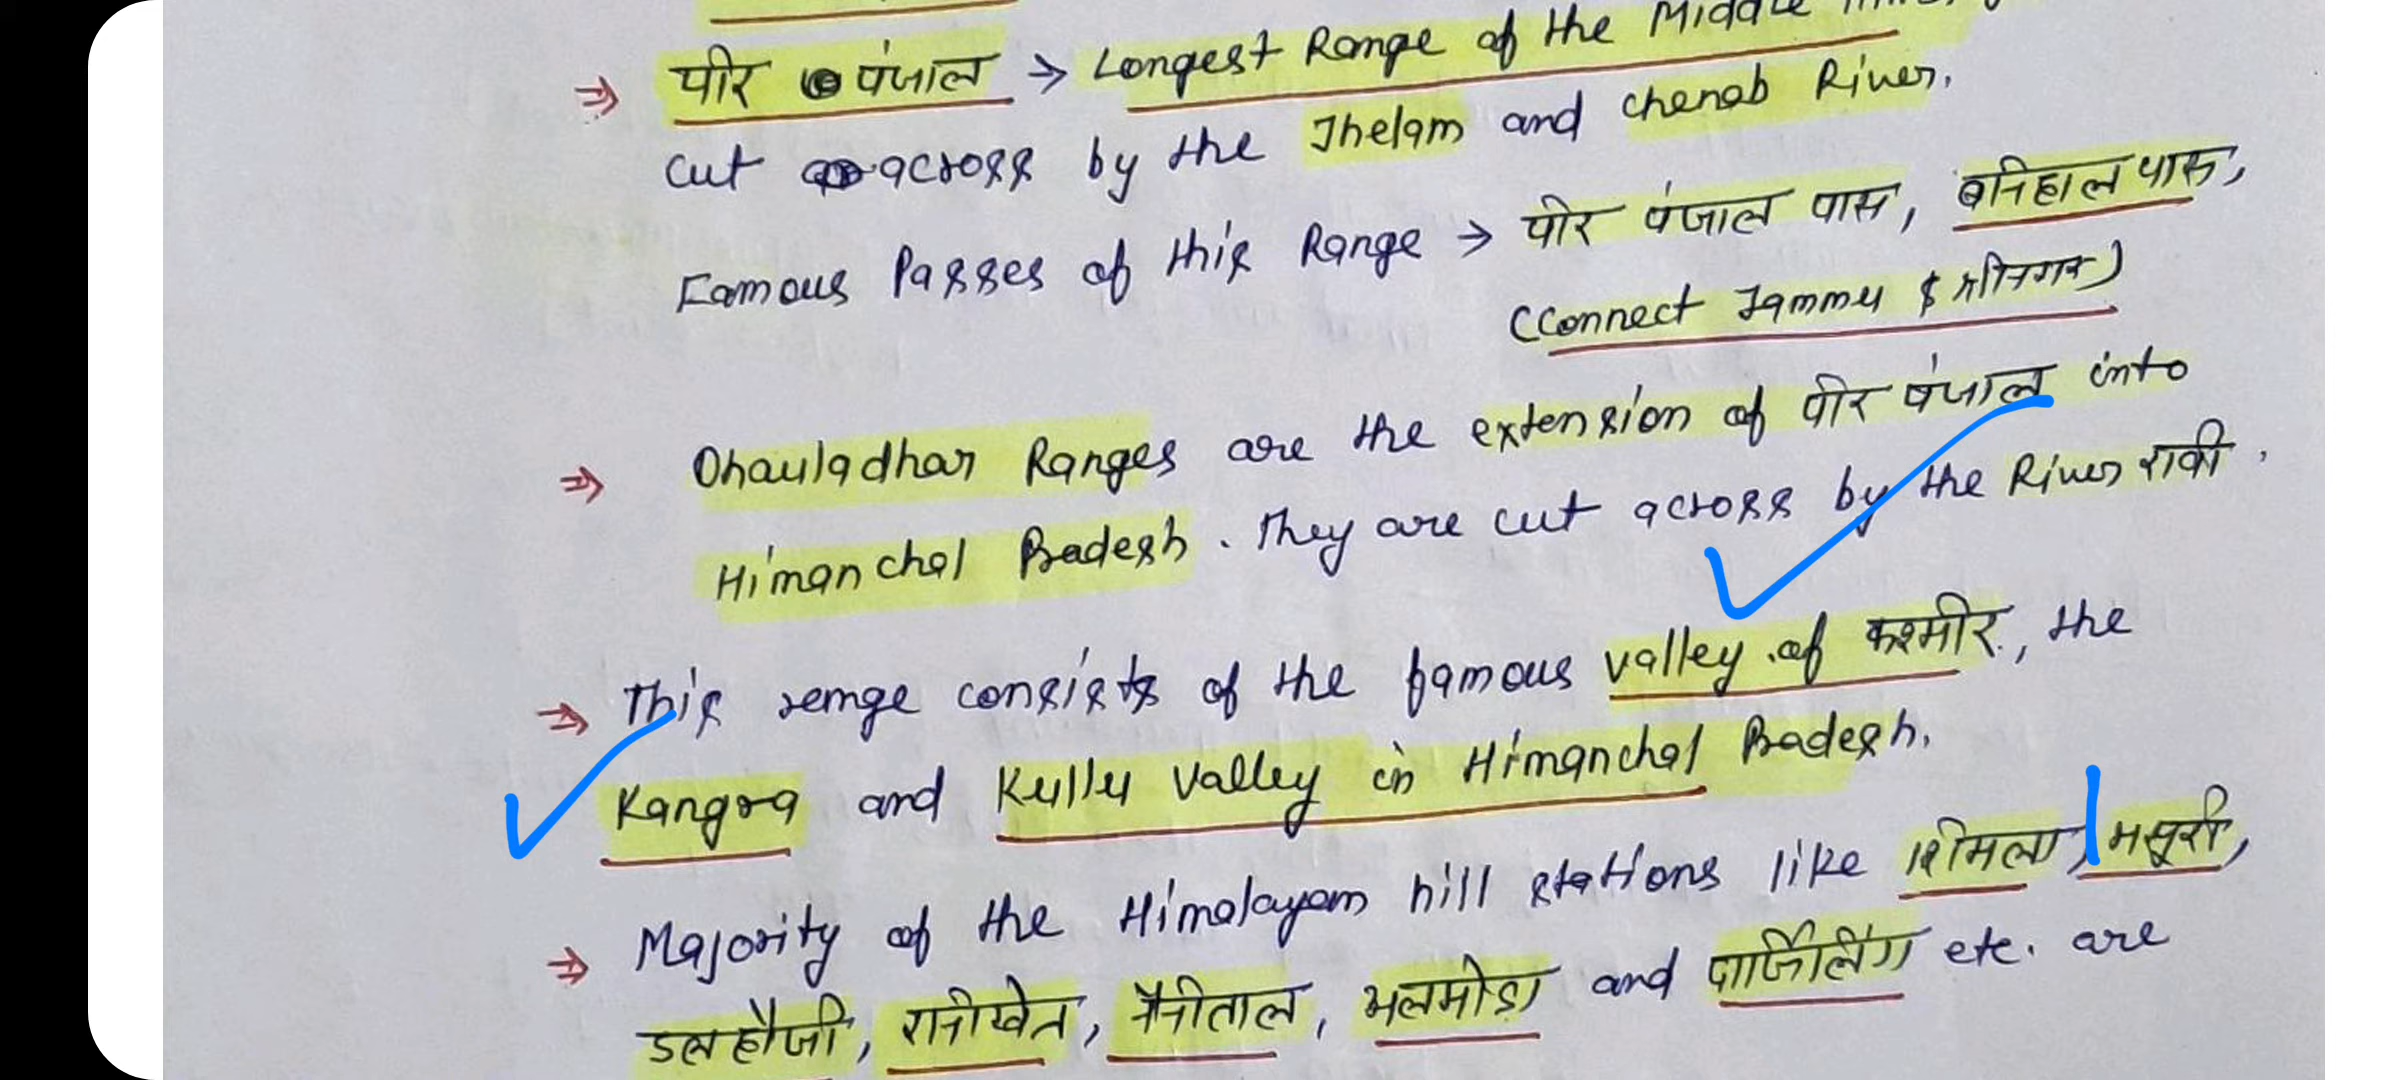 ⇒ पीर पंजाल → Longest Range of the Middle
cut across by the Jhelam and Chenab River.
Famous Passes of this Range → पीर पंजाल पास, बनिहाल पास,
(Connect Jammu & श्रीनगर)
⇒ Dhauladhar Ranges are the extension of पीर पंजाल into
Himanchal Pradesh. They are cut across by the River रावी.
⇒ This remge consists of the famous valley of कश्मीर, the
Kangra and Kullu Valley in Himanchal Pradesh.
⇒ Majority of the Himalayam hill stations like शिमला, मसूरी,
डलहौजी, रानीखेत, नैनीताल, अलमोडा and दार्जिलिंग etc. are